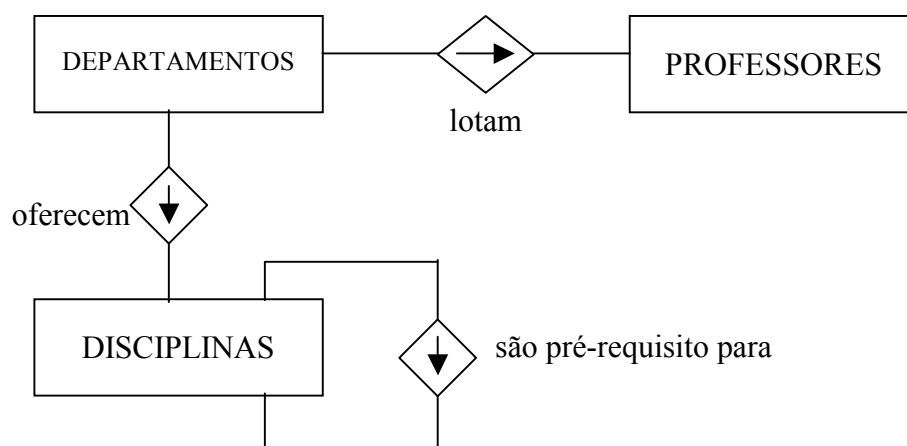 DEPARTAMENTOS
PROFESSORES
lotam
oferecem
DISCIPLINAS
são pré-requisito para